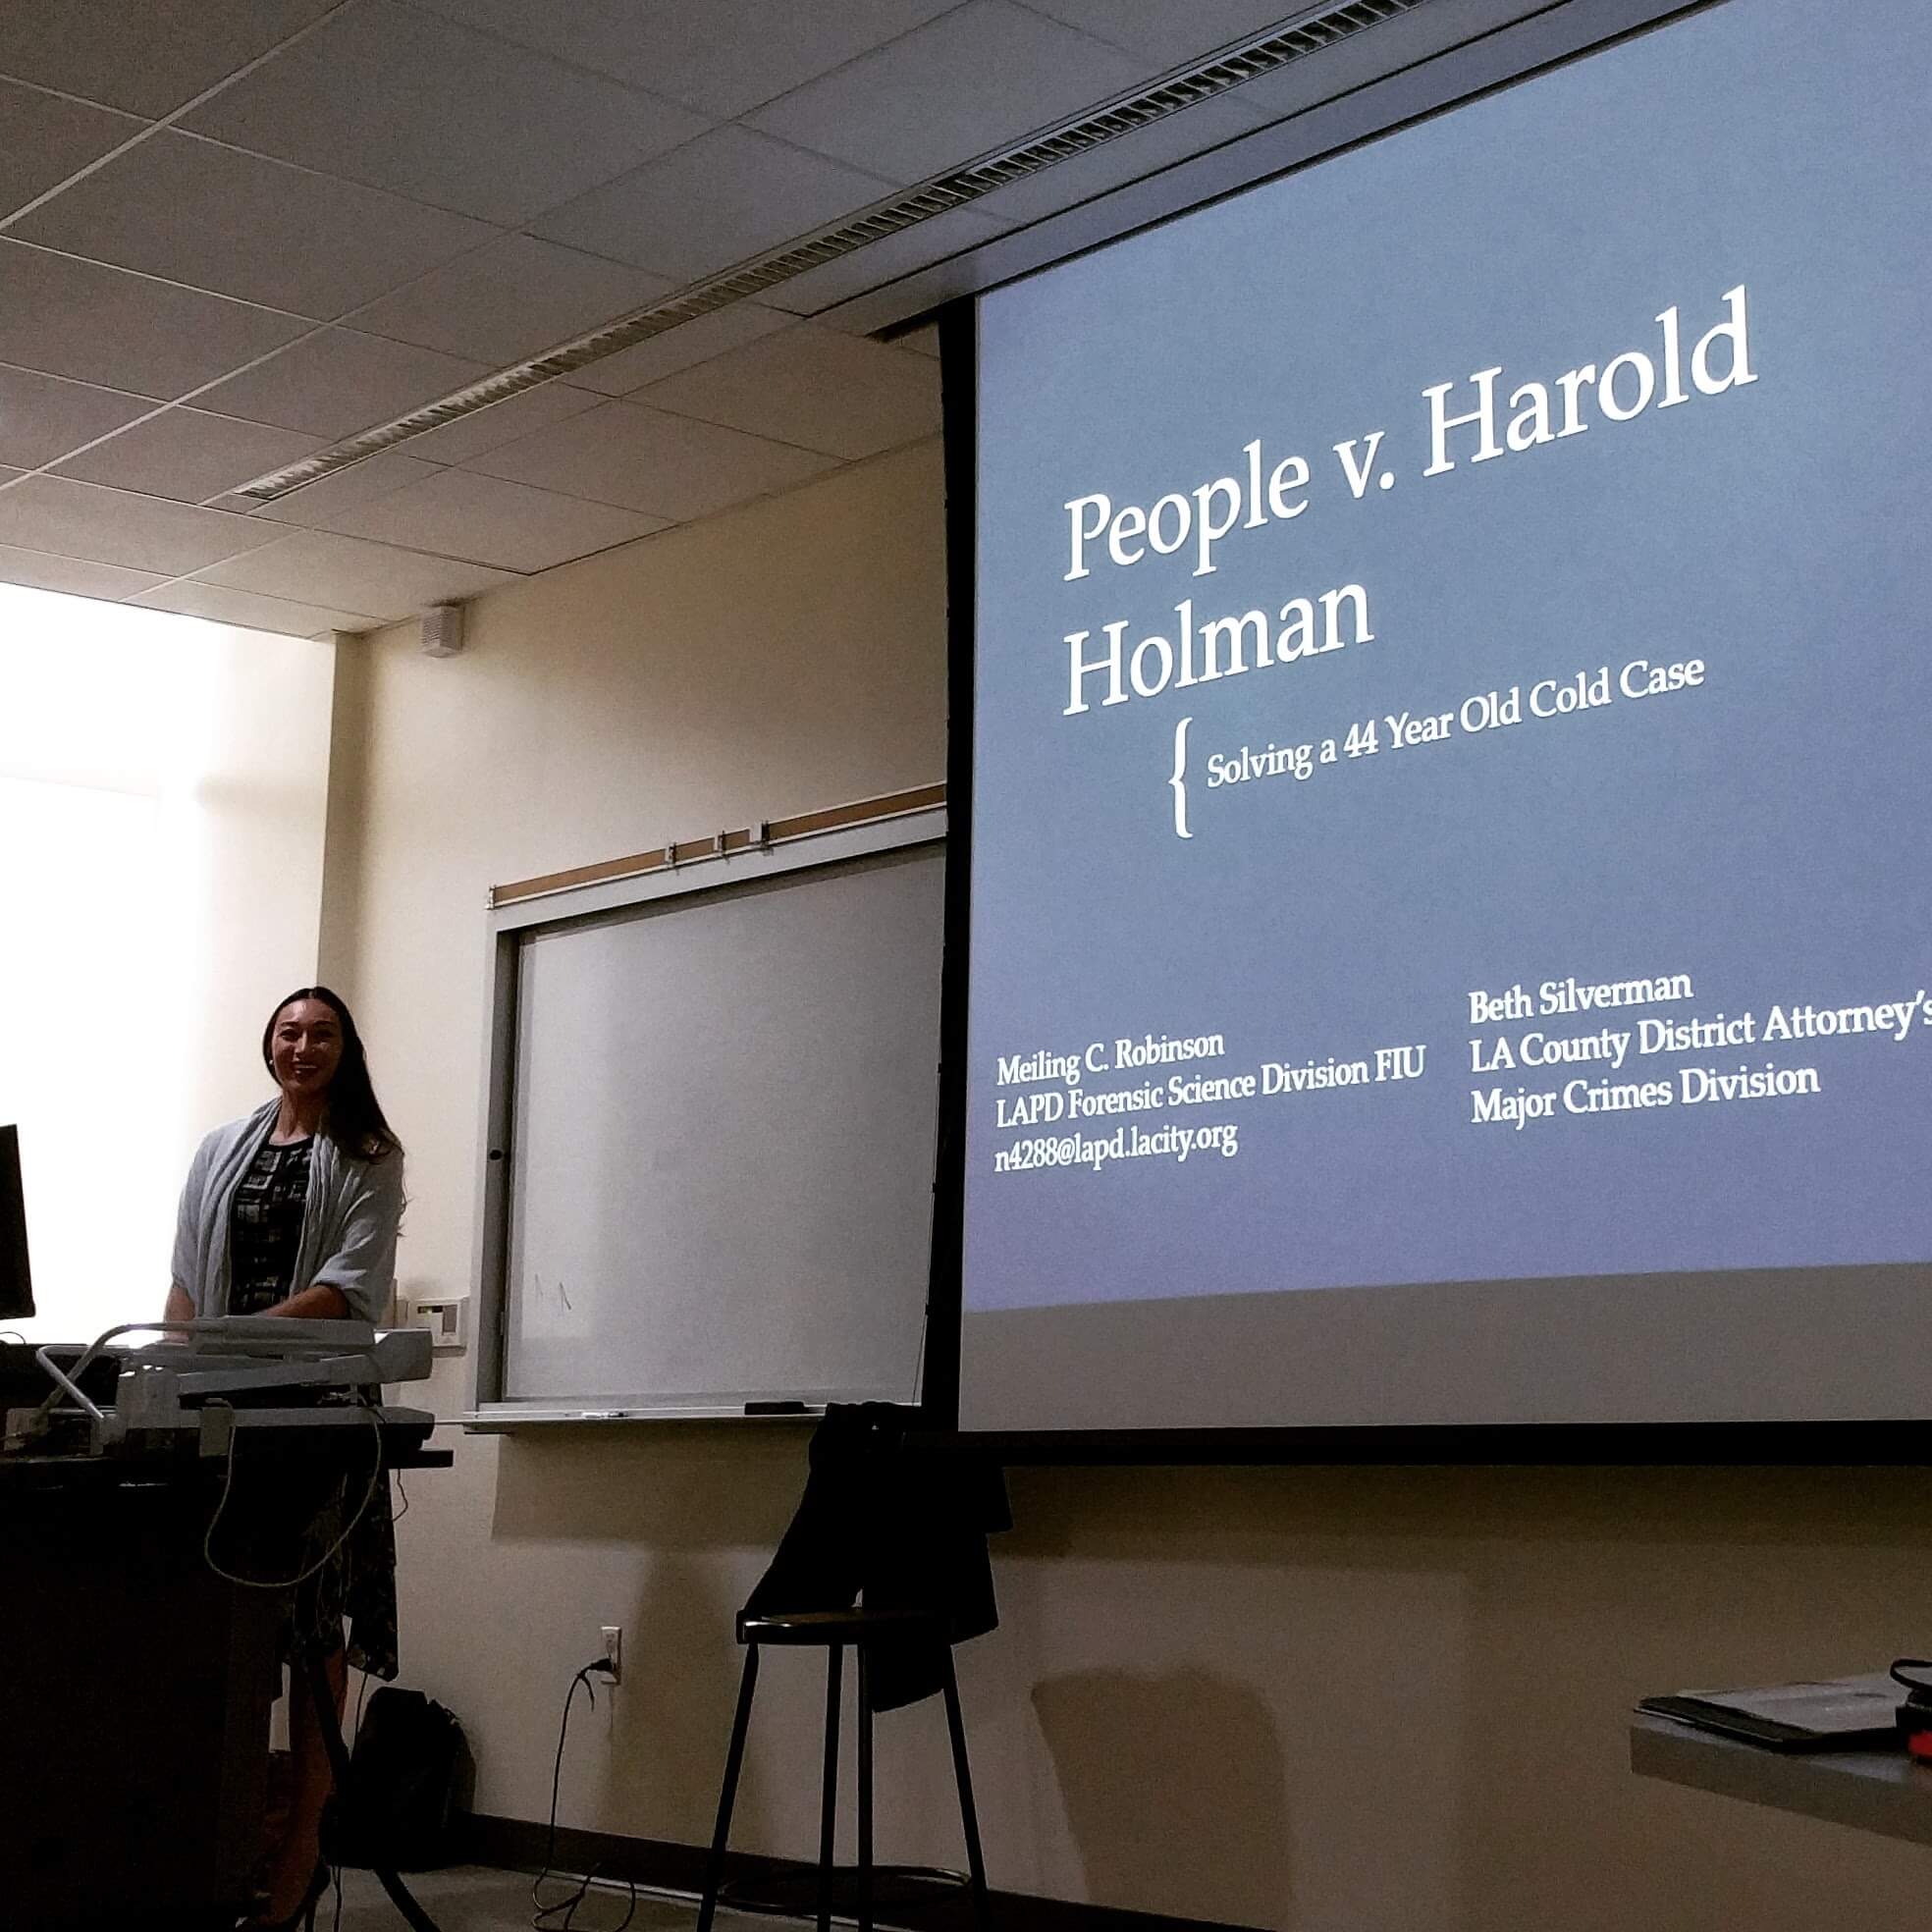 People v. Harold
Holman
{ Solving a 44 Year Old Cold Case
Meiling C. Robinson
LAPD Forensic Science Division FIU
n4288@lapd.lacity.org
Beth Silverman
LA County District Attorney's
Major Crimes Division